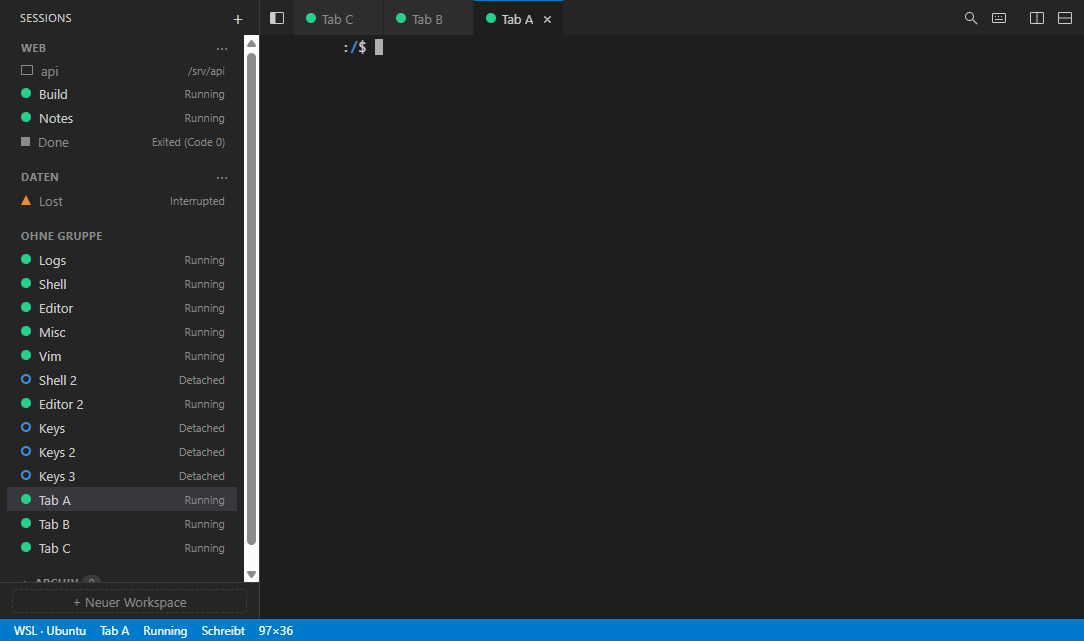 SESSIONS +
Tab C
Tab B
Tab A ×
WEB ...
api /srv/api
Build Running
Notes Running
Done Exited (Code 0)
DATEN ...
Lost Interrupted
OHNE GRUPPE
Logs Running
Shell Running
Editor Running
Misc Running
Vim Running
Shell 2 Detached
Editor 2 Running
Keys Detached
Keys 2 Detached
Keys 3 Detached
Tab A Running
Tab B Running
Tab C Running
ARCHIV
+ Neuer Workspace
:/$
WSL · Ubuntu Tab A Running Schreibt 97×36